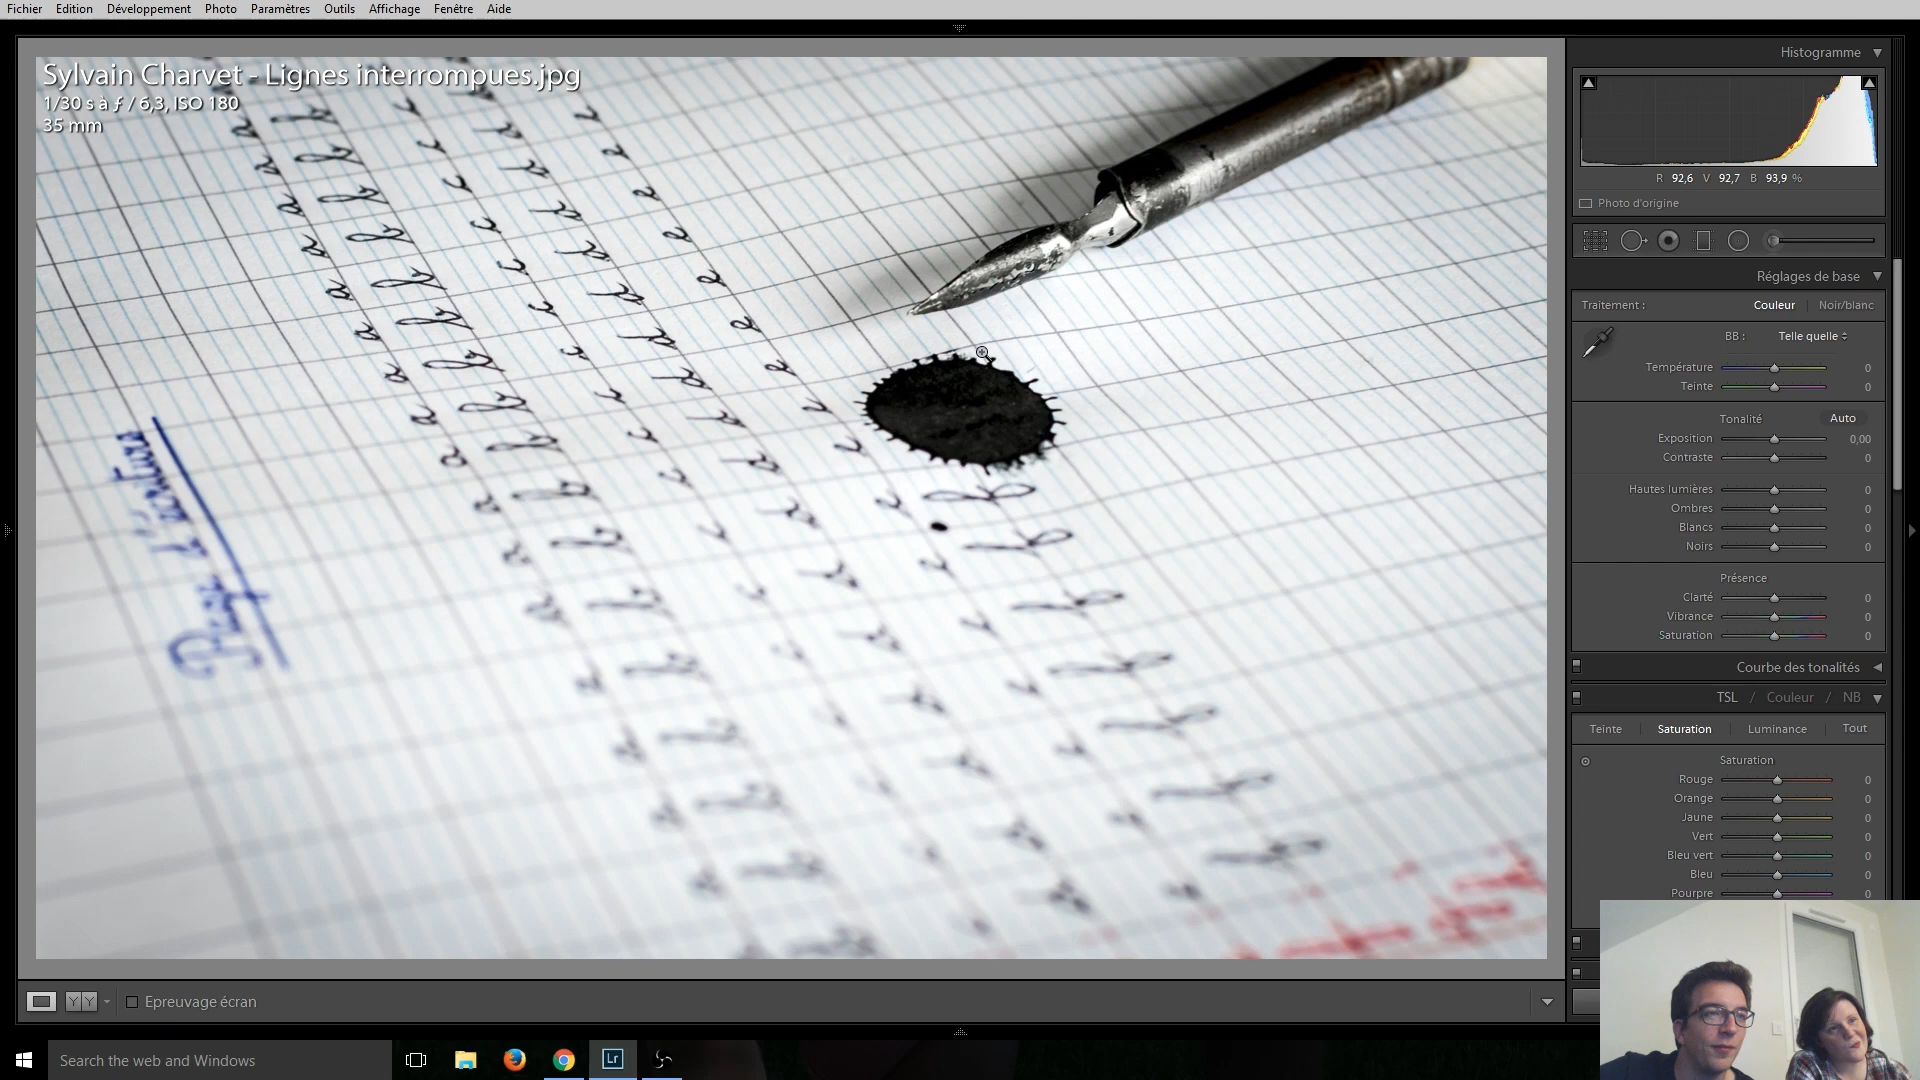 Fichier Edition Développement Photo Paramètres Outils Affichage Fenêtre Aide
Sylvain Charvet - Lignes interrompues.jpg
1/30 s à ƒ / 6,3, ISO 180
35 mm
Histogramme
R 92,6 V 92,7 B 93,9 %
Photo d'origine
Réglages de base
Traitement : Couleur Noir/blanc
BB : Telle quelle
Température 0
Teinte 0
Tonalité Auto
Exposition 0,00
Contraste 0
Hautes lumières 0
Ombres 0
Blancs 0
Noirs 0
Présence
Clarté 0
Vibrance 0
Saturation 0
Courbe des tonalités
TSL / Couleur / NB
Teinte Saturation Luminance Tout
Saturation
Rouge 0
Orange 0
Jaune 0
Vert 0
Bleu vert 0
Bleu 0
Pourpre 0
Y Y
Epreuvage écran
Search the web and Windows
Lr